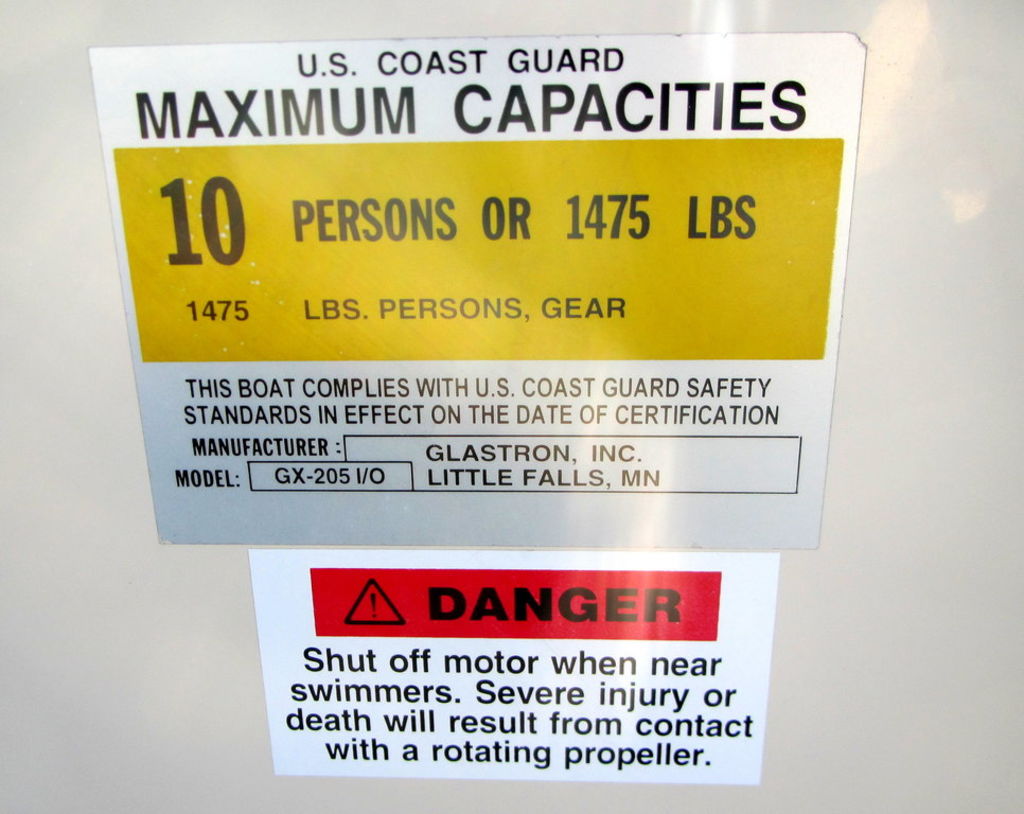 U.S. COAST GUARD
MAXIMUM CAPACITIES
10 PERSONS OR 1475 LBS
1475 LBS. PERSONS, GEAR
THIS BOAT COMPLIES WITH U.S. COAST GUARD SAFETY
STANDARDS IN EFFECT ON THE DATE OF CERTIFICATION
MANUFACTURER : GLASTRON, INC.
MODEL: GX-205 I/O LITTLE FALLS, MN
DANGER
Shut off motor when near
swimmers. Severe injury or
death will result from contact
with a rotating propeller.